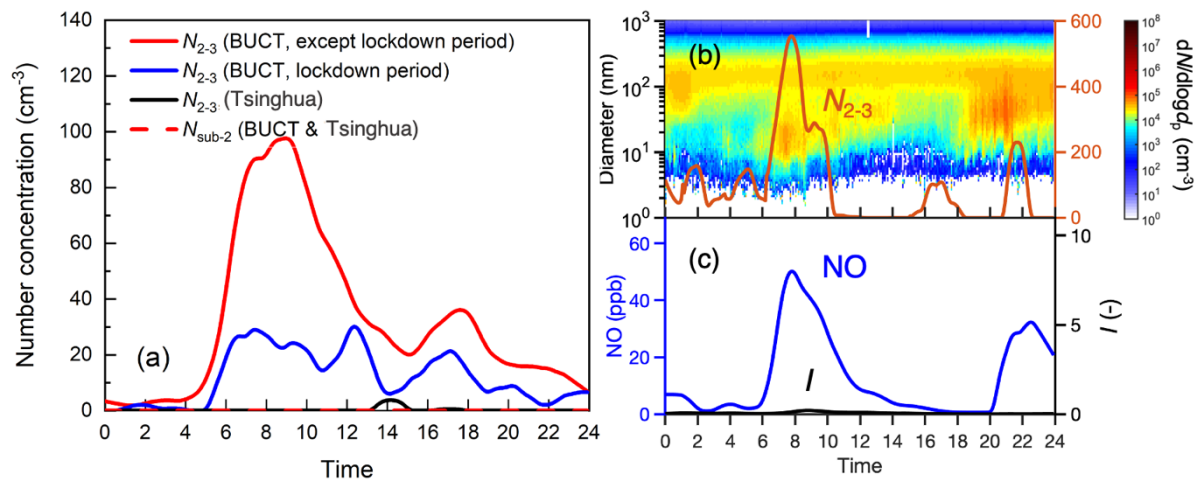 140
120
100
80
60
40
20
0
Number concentration (cm⁻³)
N₂₋₃ (BUCT, except lockdown period)
N₂₋₃ (BUCT, lockdown period)
N₂₋₃ (Tsinghua)
Nsub-2 (BUCT & Tsinghua)
(a)
0 2 4 6 8 10 12 14 16 18 20 22 24
Time
10³
10²
10¹
10⁰
Diameter (nm)
(b)
N₂₋₃
600
400
200
0
10⁸
10⁷
10⁶
10⁵
10⁴
10³
10²
10¹
10⁰
dN/dlogdₚ (cm⁻³)
60
40
20
0
NO (ppb)
(c)
NO
I
10
5
0
I (-)
0 2 4 6 8 10 12 14 16 18 20 22 24
Time